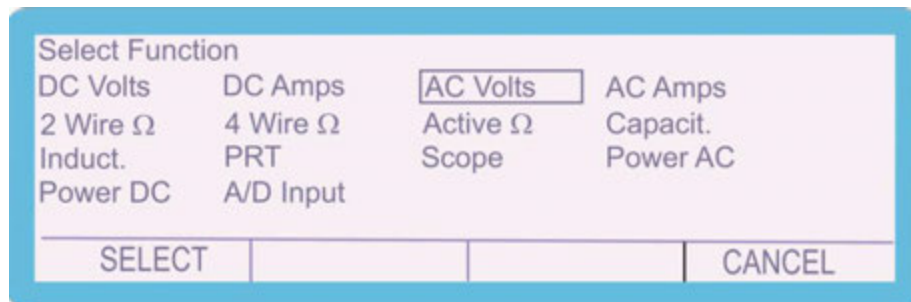 Select Function
DC Volts DC Amps AC Volts AC Amps
2 Wire Ω 4 Wire Ω Active Ω Capacit.
Induct. PRT Scope Power AC
Power DC A/D Input
SELECT CANCEL